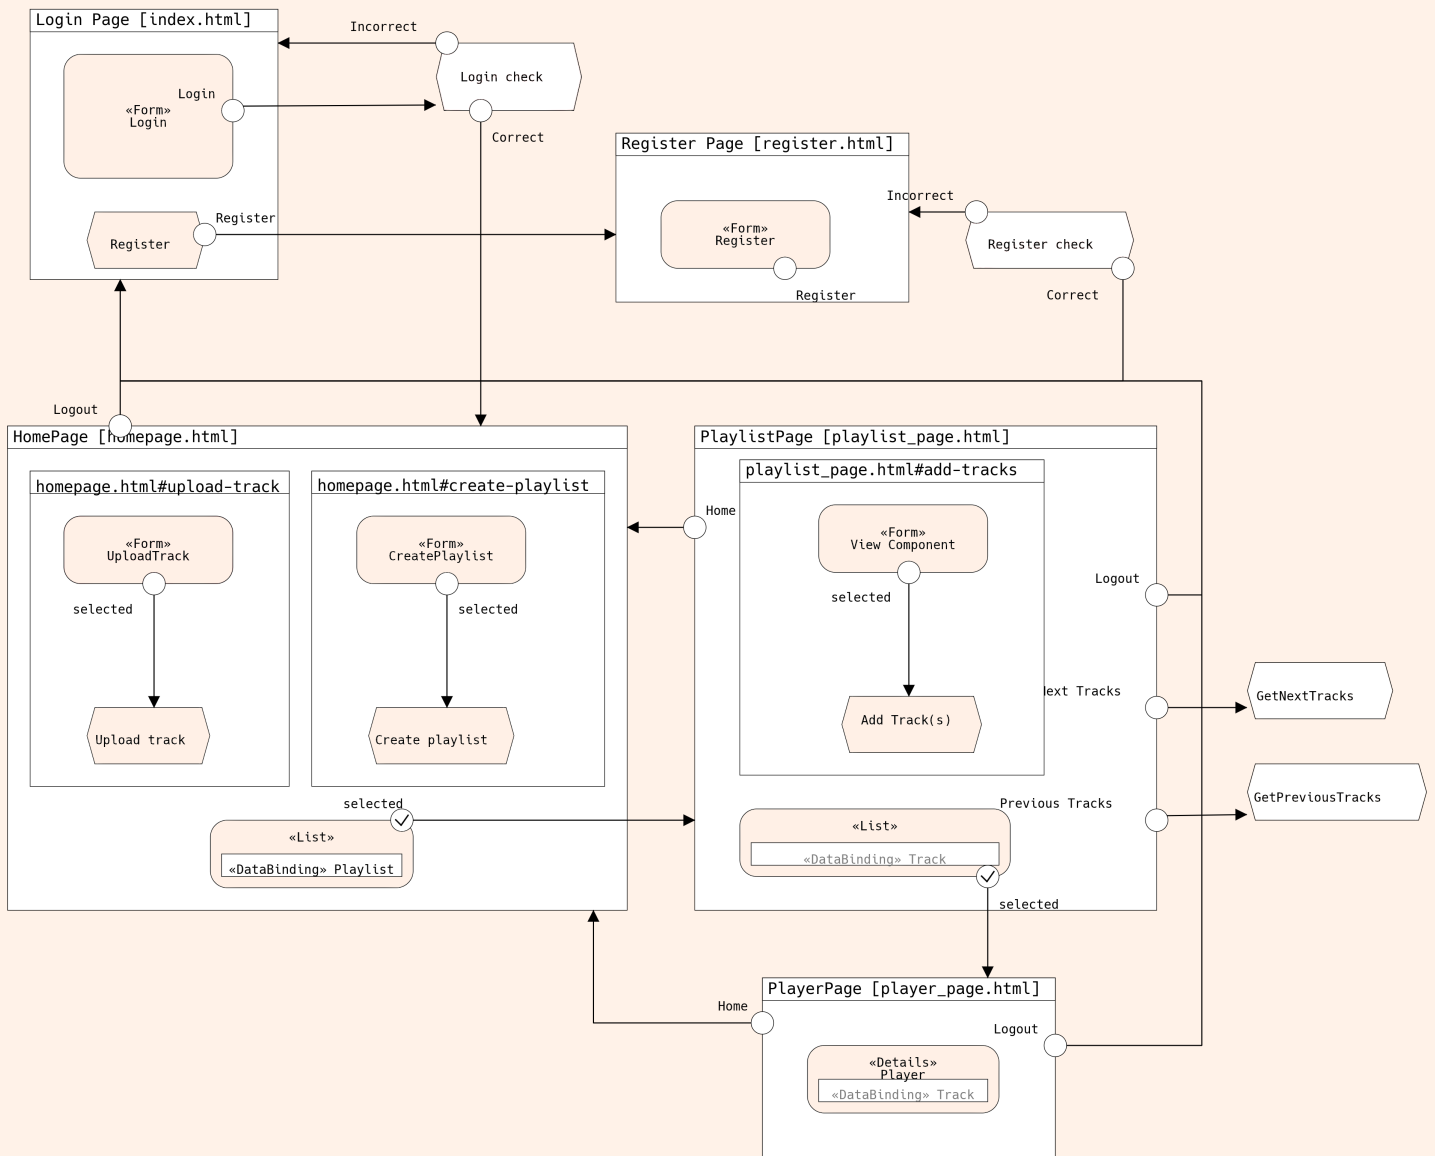 Login Page [index.html]
Incorrect
Login check
Login
«Form»
Login
Correct
Register Page [register.html]
Incorrect
Register
Register
«Form»
Register
Register check
Register
Correct
Logout
HomePage [homepage.html]
PlaylistPage [playlist_page.html]
homepage.html#upload-track
homepage.html#create-playlist
playlist_page.html#add-tracks
Home
«Form»
UploadTrack
«Form»
CreatePlaylist
«Form»
View Component
Logout
selected
selected
selected
Next Tracks
GetNextTracks
Upload track
Create playlist
Add Track(s)
selected
Previous Tracks
GetPreviousTracks
«List»
«DataBinding» Playlist
«List»
«DataBinding» Track
selected
PlayerPage [player_page.html]
Home
Logout
«Details»
Player
«DataBinding» Track